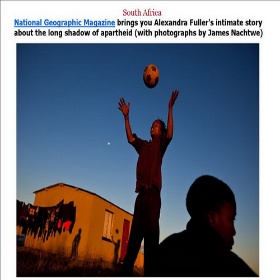 South Africa
National Geographic Magazine brings you Alexandra Fuller's intimate story
about the long shadow of apartheid (with photographs by James Nachtwe)